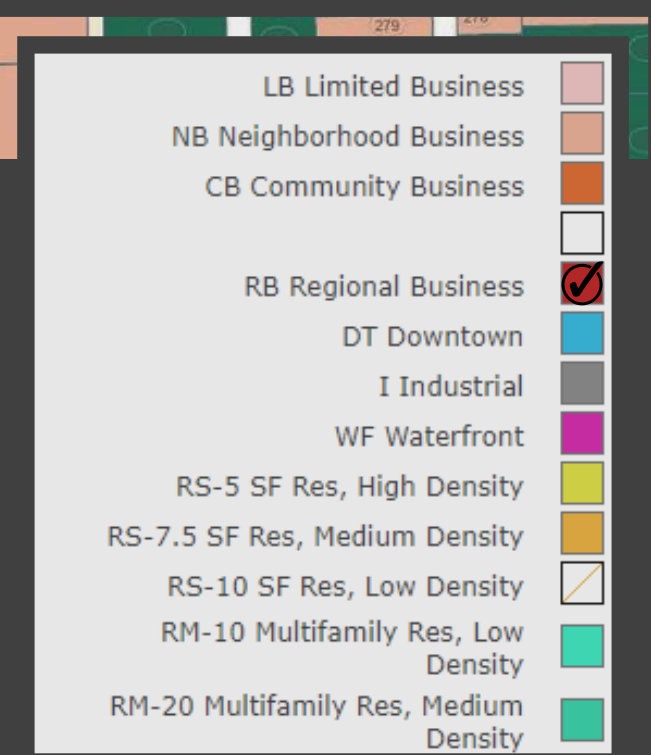 279
276
LB Limited Business
NB Neighborhood Business
CB Community Business
RB Regional Business
DT Downtown
I Industrial
WF Waterfront
RS-5 SF Res, High Density
RS-7.5 SF Res, Medium Density
RS-10 SF Res, Low Density
RM-10 Multifamily Res, Low
Density
RM-20 Multifamily Res, Medium
Density